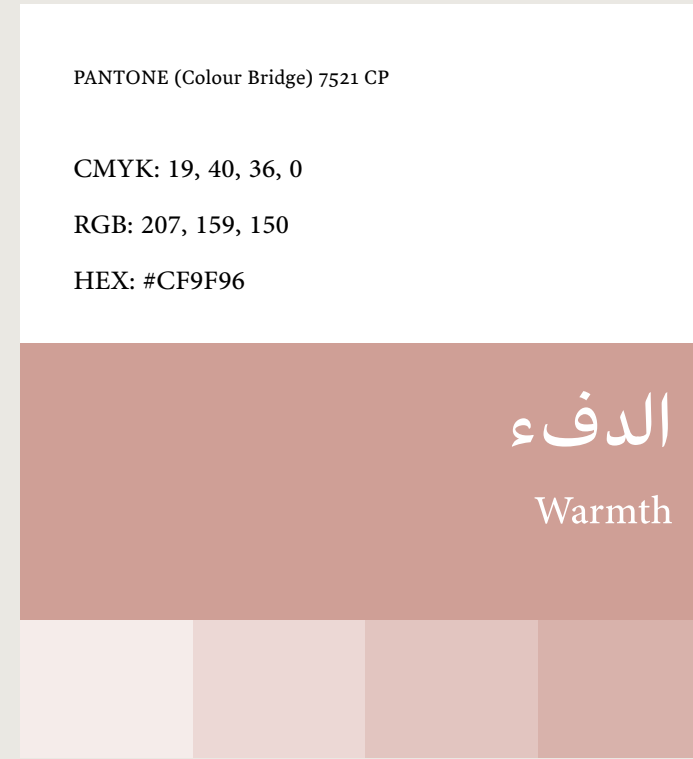 PANTONE (Colour Bridge) 7521 CP
CMYK: 19, 40, 36, 0
RGB: 207, 159, 150
HEX: #CF9F96
الدفء
Warmth